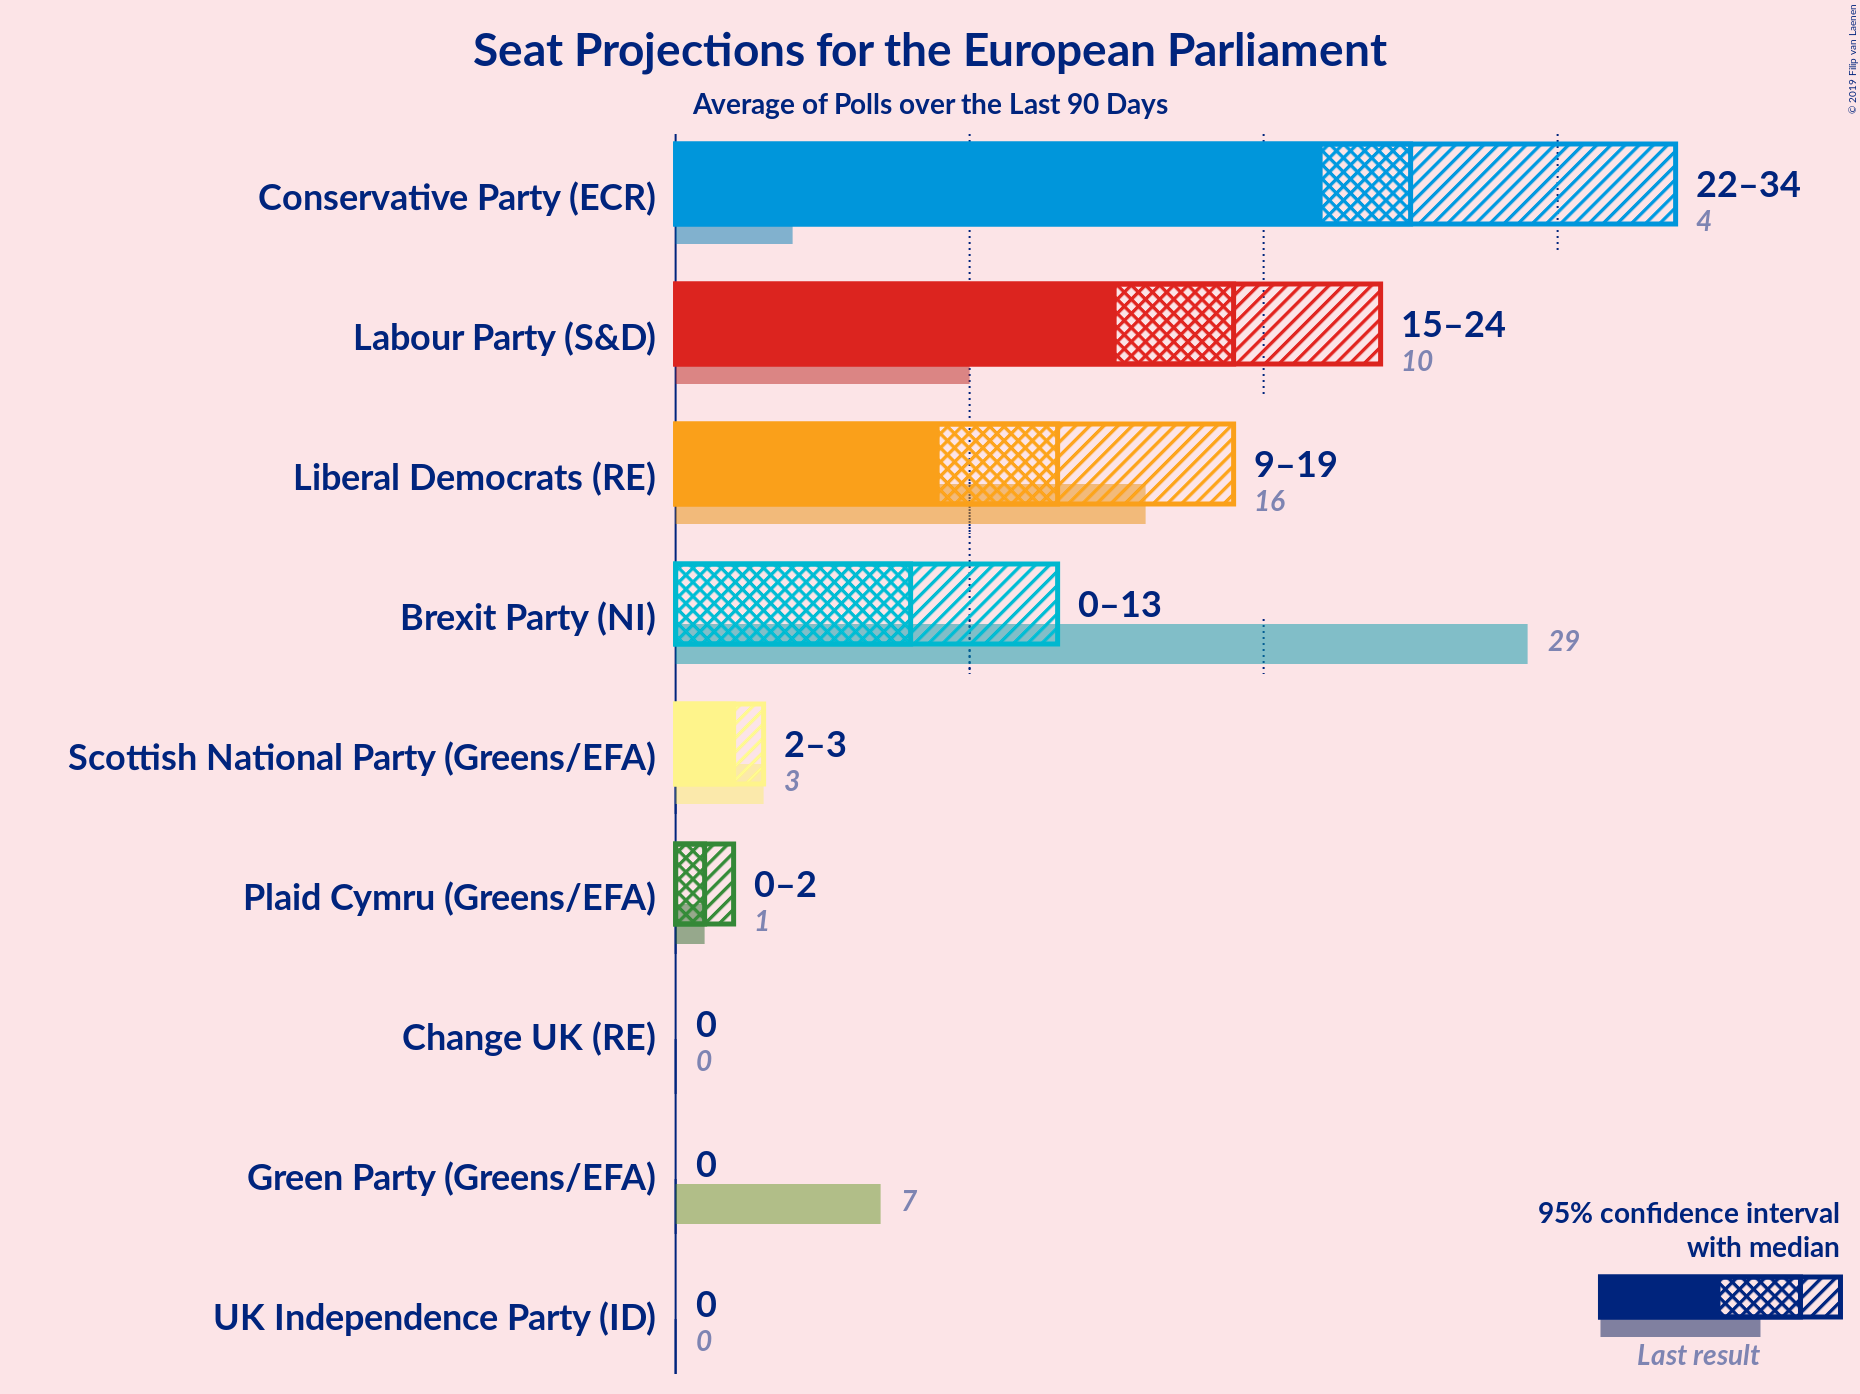 Seat Projections for the European Parliament
Average of Polls over the Last 90 Days
© 2019 Filip van Laenen
Conservative Party (ECR)
22–34
4
Labour Party (S&D)
15–24
10
Liberal Democrats (RE)
9–19
16
Brexit Party (NI)
0–13
29
Scottish National Party (Greens/EFA)
2–3
3
Plaid Cymru (Greens/EFA)
0–2
1
Change UK (RE)
0
0
Green Party (Greens/EFA)
0
7
UK Independence Party (ID)
0
0
95% confidence interval
with median
Last result